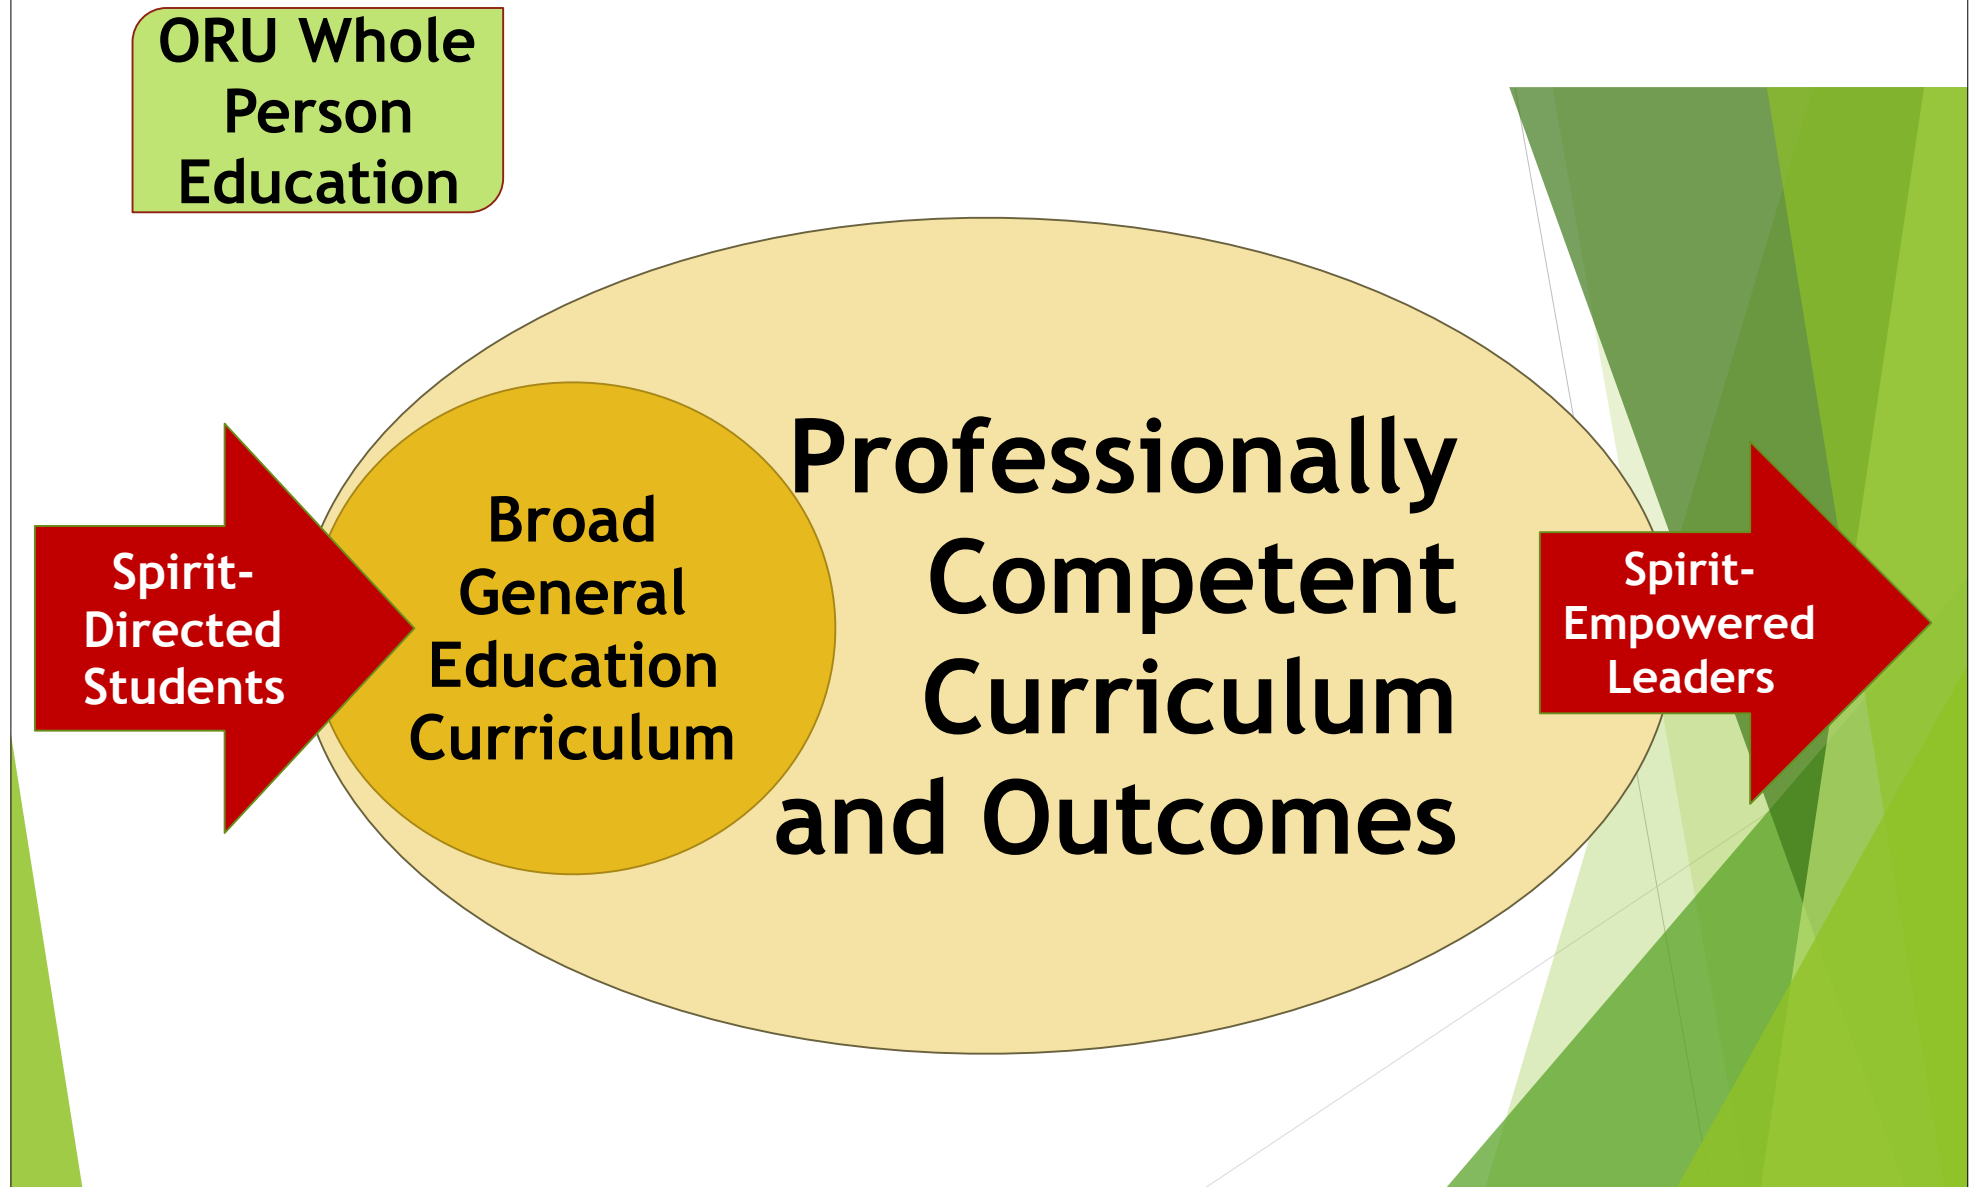 ORU Whole
Person
Education
Spirit-
Directed
Students
Broad
General
Education
Curriculum
Professionally
Competent
Curriculum
and Outcomes
Spirit-
Empowered
Leaders